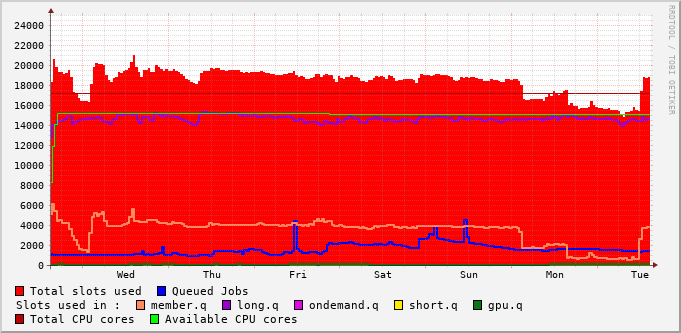 RRDTOOL / TOBI OETIKER
24000
22000
20000
18000
16000
14000
12000
10000
8000
6000
4000
2000
0
Wed Thu Fri Sat Sun Mon Tue
Total slots used Queued Jobs
Slots used in : member.q long.q ondemand.q short.q gpu.q
Total CPU cores Available CPU cores